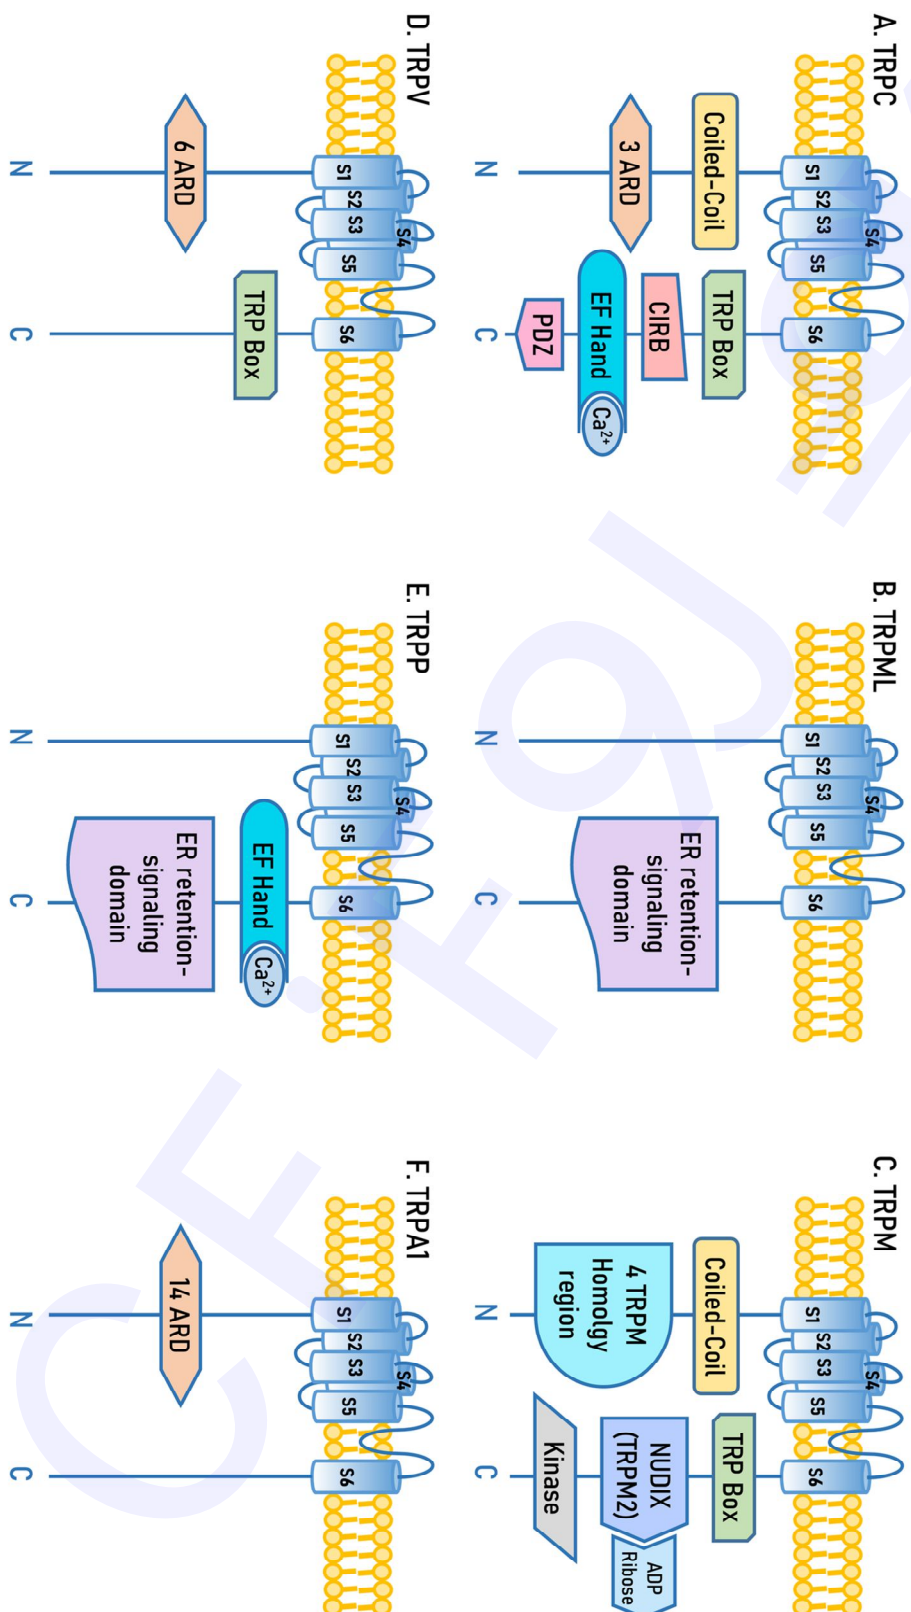 A. TRPC
S1
S2
S3
S4
S5
S6
Coiled-Coil
3 ARD
TRP Box
CIRB
EF Hand
Ca2+
PDZ
N
C
B. TRPML
S1
S2
S3
S4
S5
S6
ER retention-
signaling
domain
N
C
C. TRPM
S1
S2
S3
S4
S5
S6
Coiled-Coil
4 TRPM
Homolgy
region
TRP Box
NUDIX
(TRPM2)
ADP
Ribose
Kinase
N
C
D. TRPV
S1
S2
S3
S4
S5
S6
6 ARD
TRP Box
N
C
E. TRPP
S1
S2
S3
S4
S5
S6
EF Hand
Ca2+
ER retention-
signaling
domain
N
C
F. TRPA1
S1
S2
S3
S4
S5
S6
14 ARD
N
C